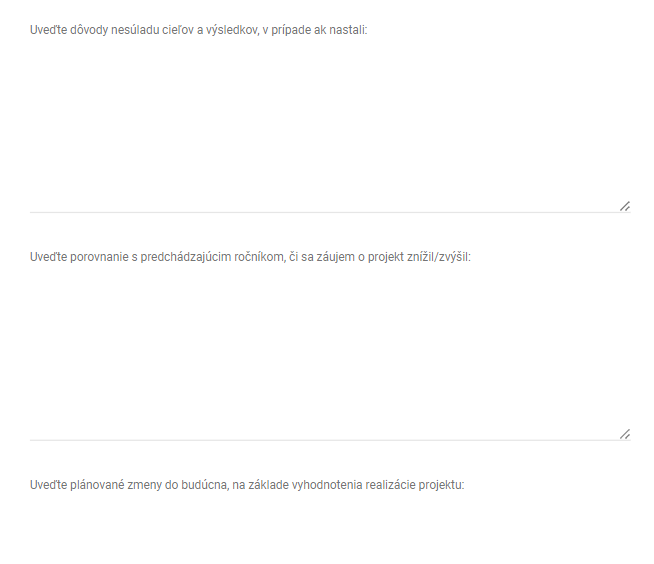 Uveďte dôvody nesúladu cieľov a výsledkov, v prípade ak nastali:
Uveďte porovnanie s predchádzajúcim ročníkom, či sa záujem o projekt znížil/zvýšil:
Uveďte plánované zmeny do budúcna, na základe vyhodnotenia realizácie projektu: